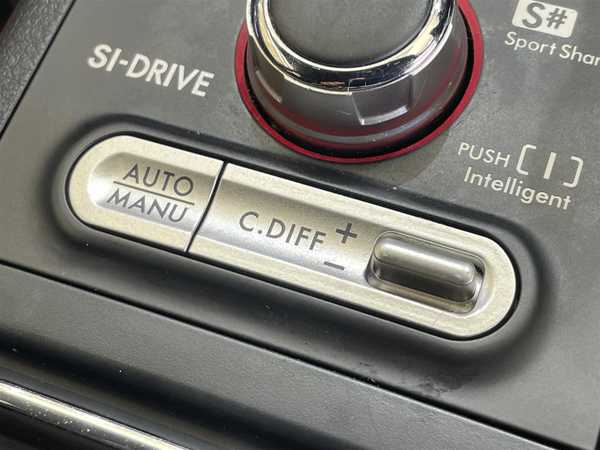 S#
Sport Shar
SI-DRIVE
PUSH [I]
Intelligent
AUTO
MANU
C.DIFF +
−